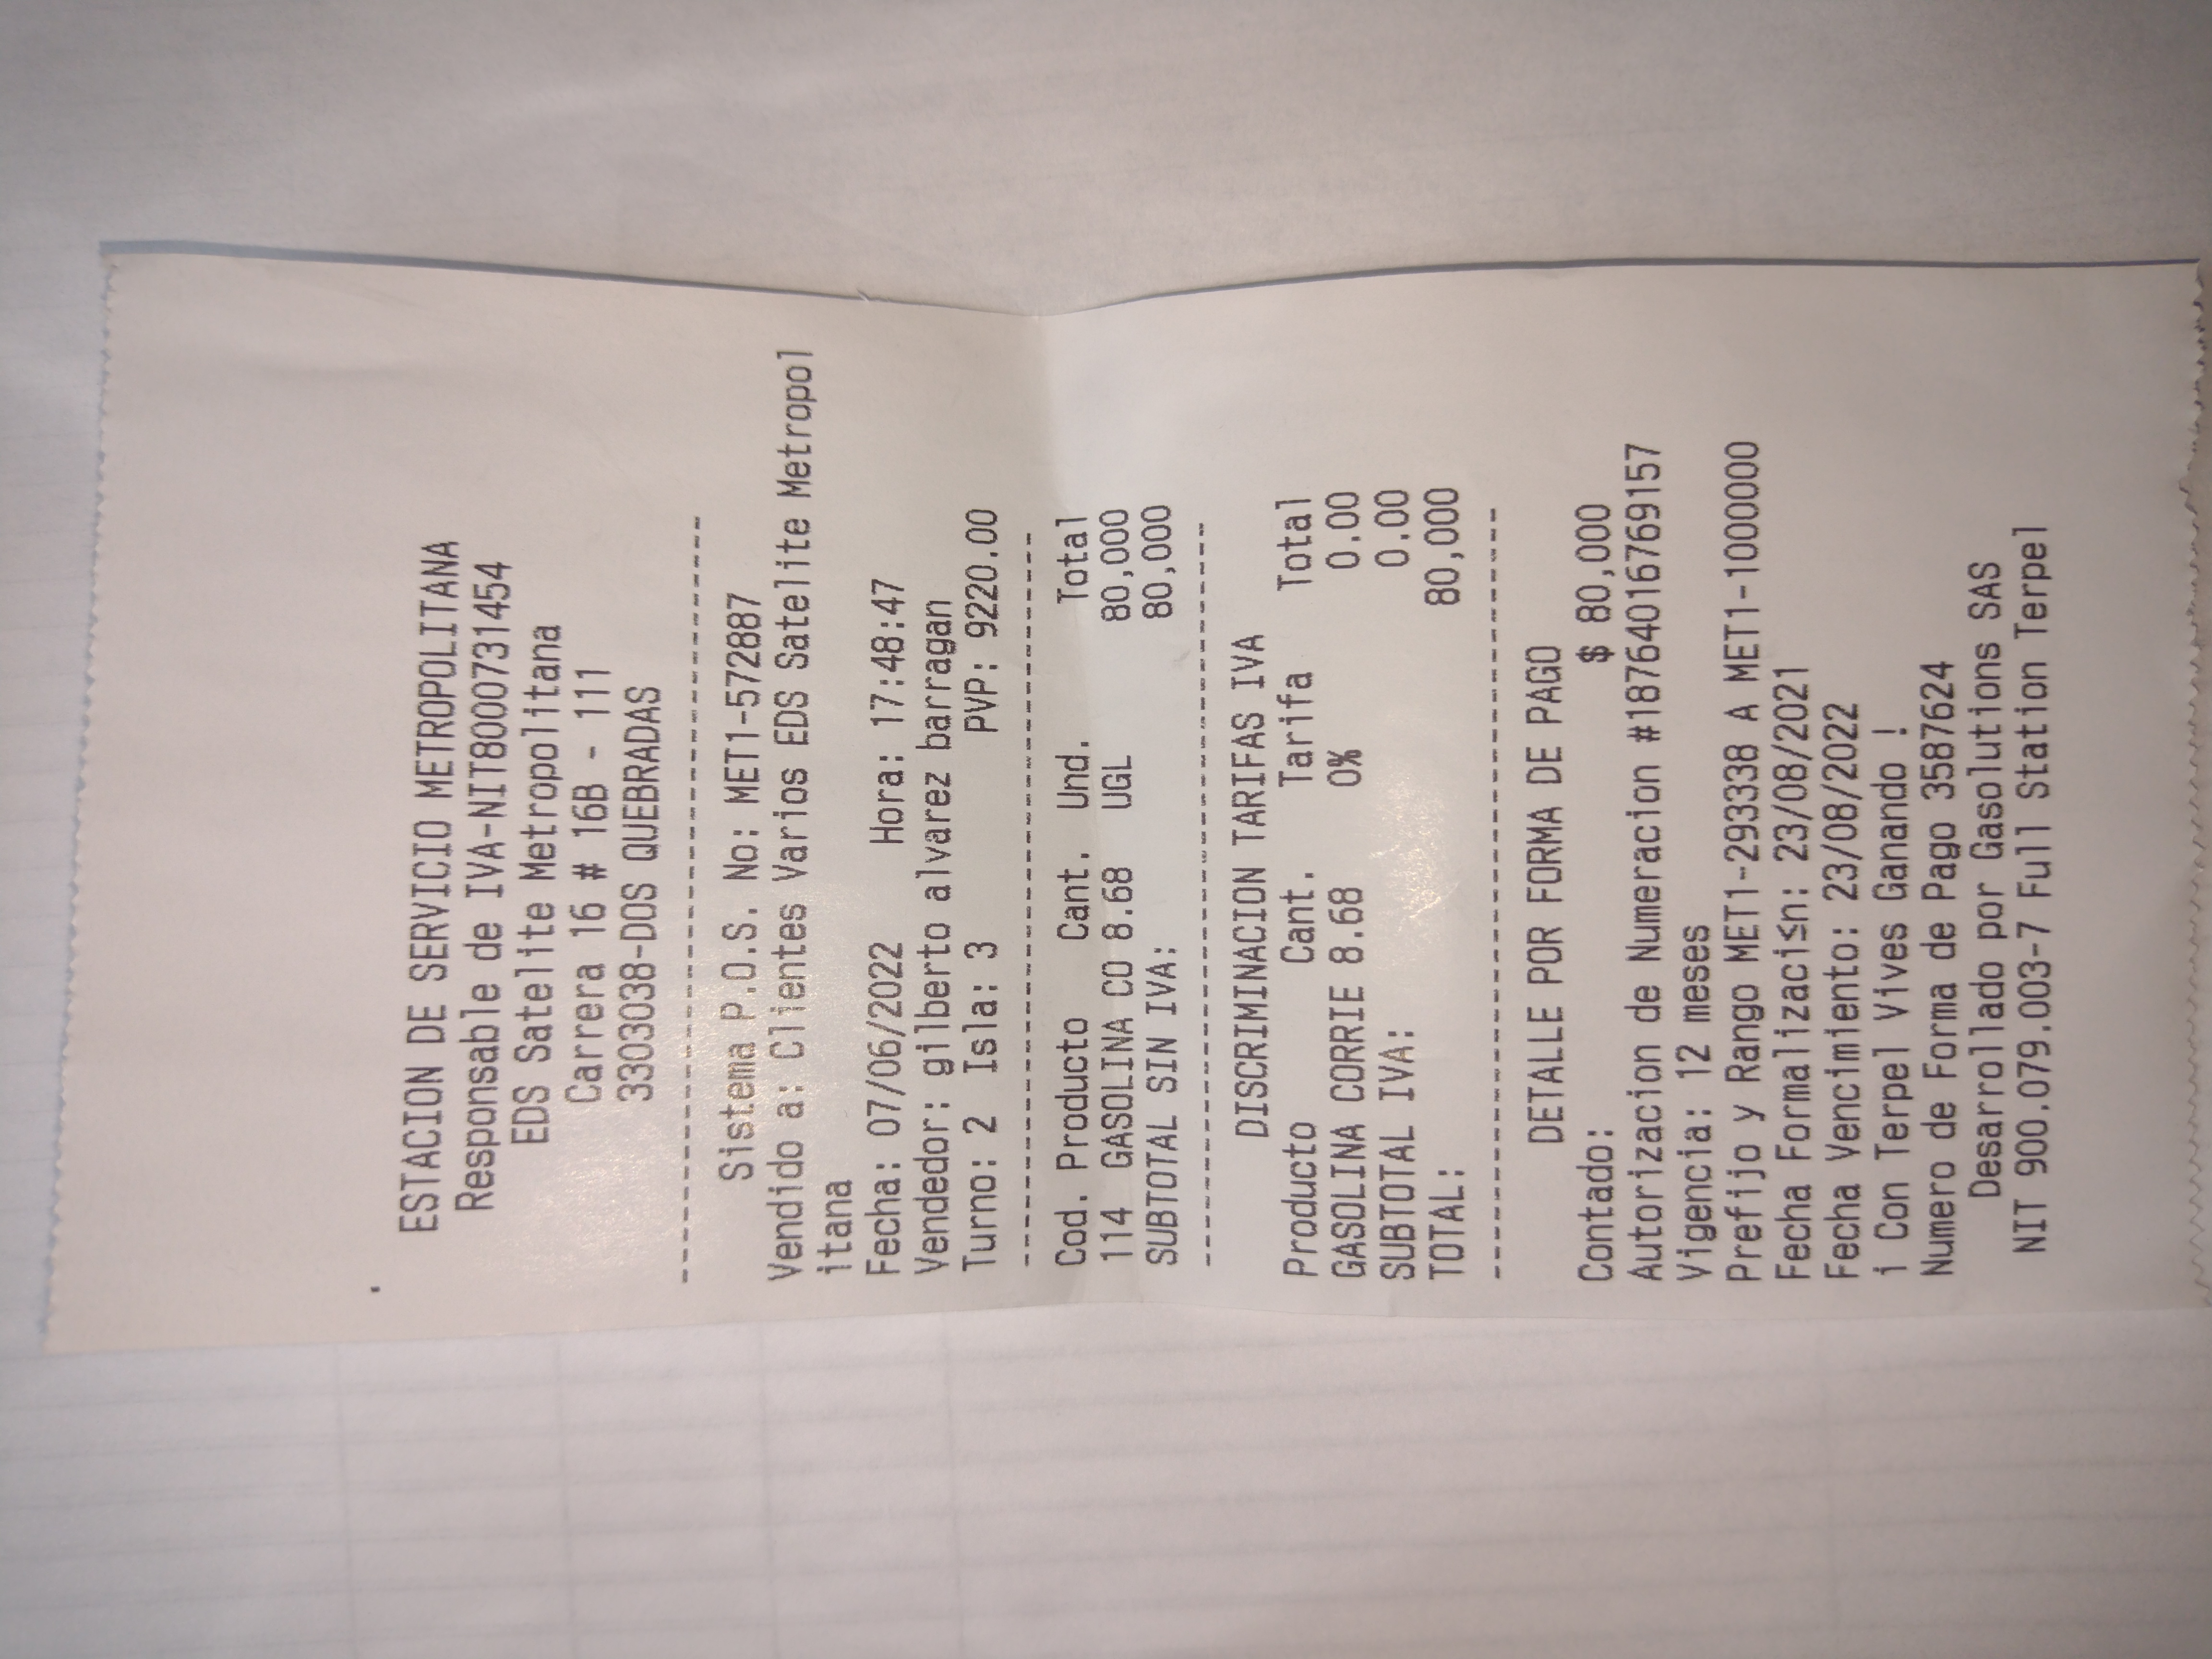 ESTACION DE SERVICIO METROPOLITANA
Responsable de IVA-NIT8000731454
EDS Satelite Metropolitana
Carrera 16 # 16B - 111
3303038-DOS QUEBRADAS
--------------------------------
Sistema P.O.S. No: MET1-572887
Vendido a: Clientes Varios EDS Satelite Metropol
itana
Fecha: 07/06/2022 Hora: 17:48:47
Vendedor: gilberto alvarez barragan
Turno: 2 Isla: 3 PVP: 9220.00
--------------------------------
Cod. Producto Cant. Und. Total
114 GASOLINA CO 8.68 UGL 80,000
SUBTOTAL SIN IVA: 80,000
--------------------------------
DISCRIMINACION TARIFAS IVA
Producto Cant. Tarifa Total
GASOLINA CORRIE 8.68 0% 0.00
SUBTOTAL IVA: 0.00
TOTAL: 80,000
--------------------------------
DETALLE POR FORMA DE PAGO
Contado: $ 80,000
Autorizacion de Numeracion #18764016769157
Vigencia: 12 meses
Prefijo y Rango MET1-293338 A MET1-1000000
Fecha Formalizaci≤n: 23/08/2021
Fecha Vencimiento: 23/08/2022
¡ Con Terpel Vives Ganando !
Numero de Forma de Pago 3587624
Desarrollado por Gasolutions SAS
NIT 900.079.003-7 Full Station Terpel